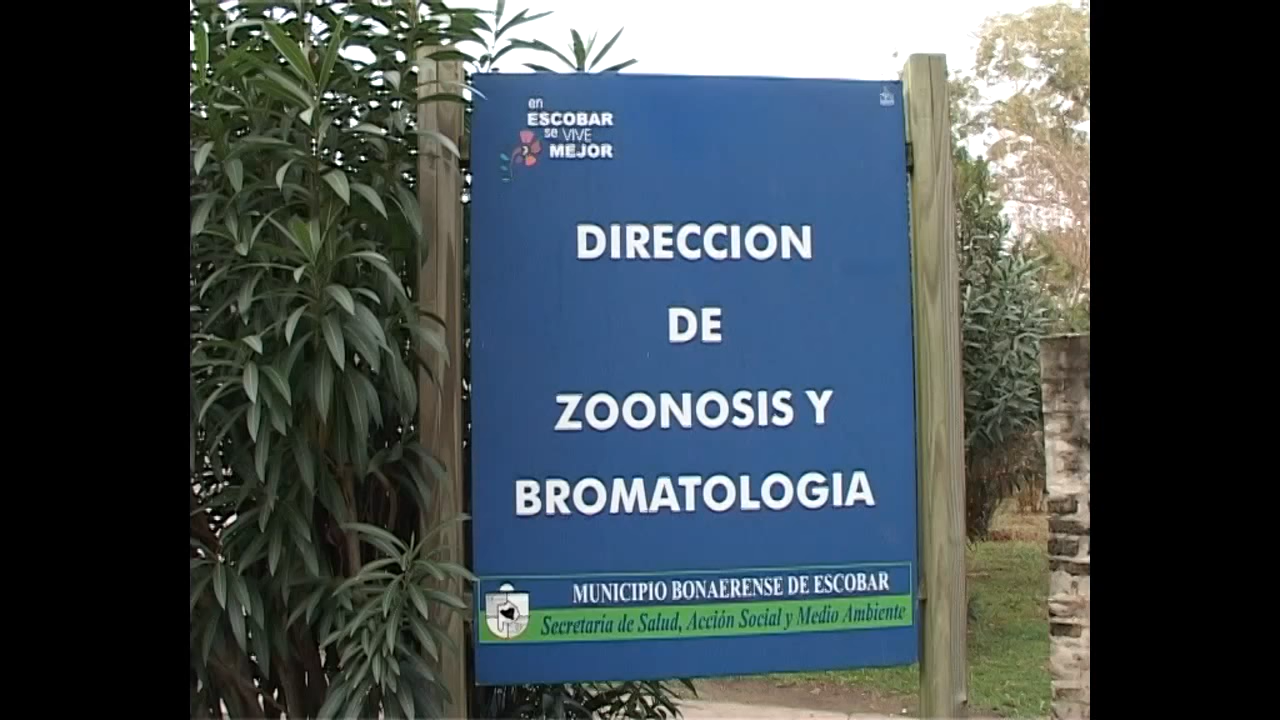 en
ESCOBAR
se VIVE
MEJOR
DIRECCION
DE
ZOONOSIS Y
BROMATOLOGIA
MUNICIPIO BONAERENSE DE ESCOBAR
Secretaria de Salud, Acción Social y Medio Ambiente